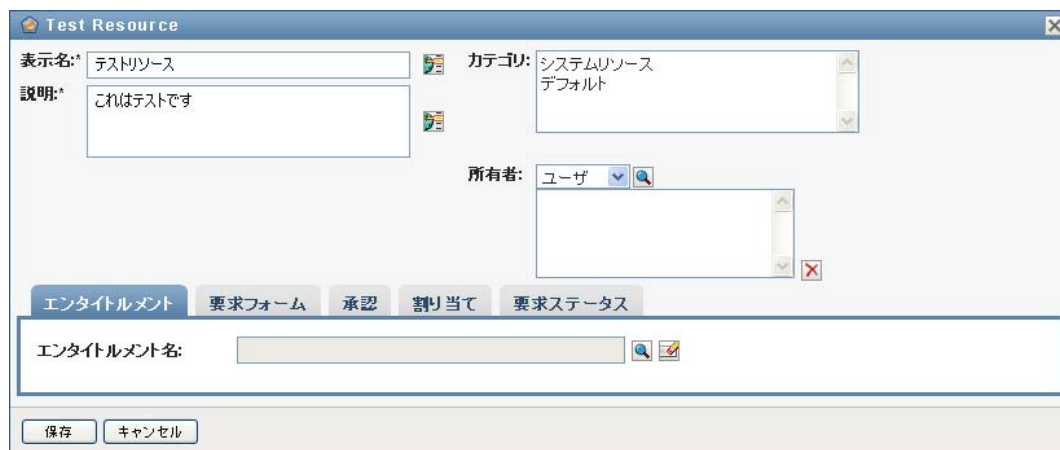 Test Resource
表示名:*
テストリソース
説明:*
これはテストです
カテゴリ:
システムリソース
デフォルト
所有者:
ユーザ
エンタイトルメント
要求フォーム
承認
割り当て
要求ステータス
エンタイトルメント名:
保存
キャンセル